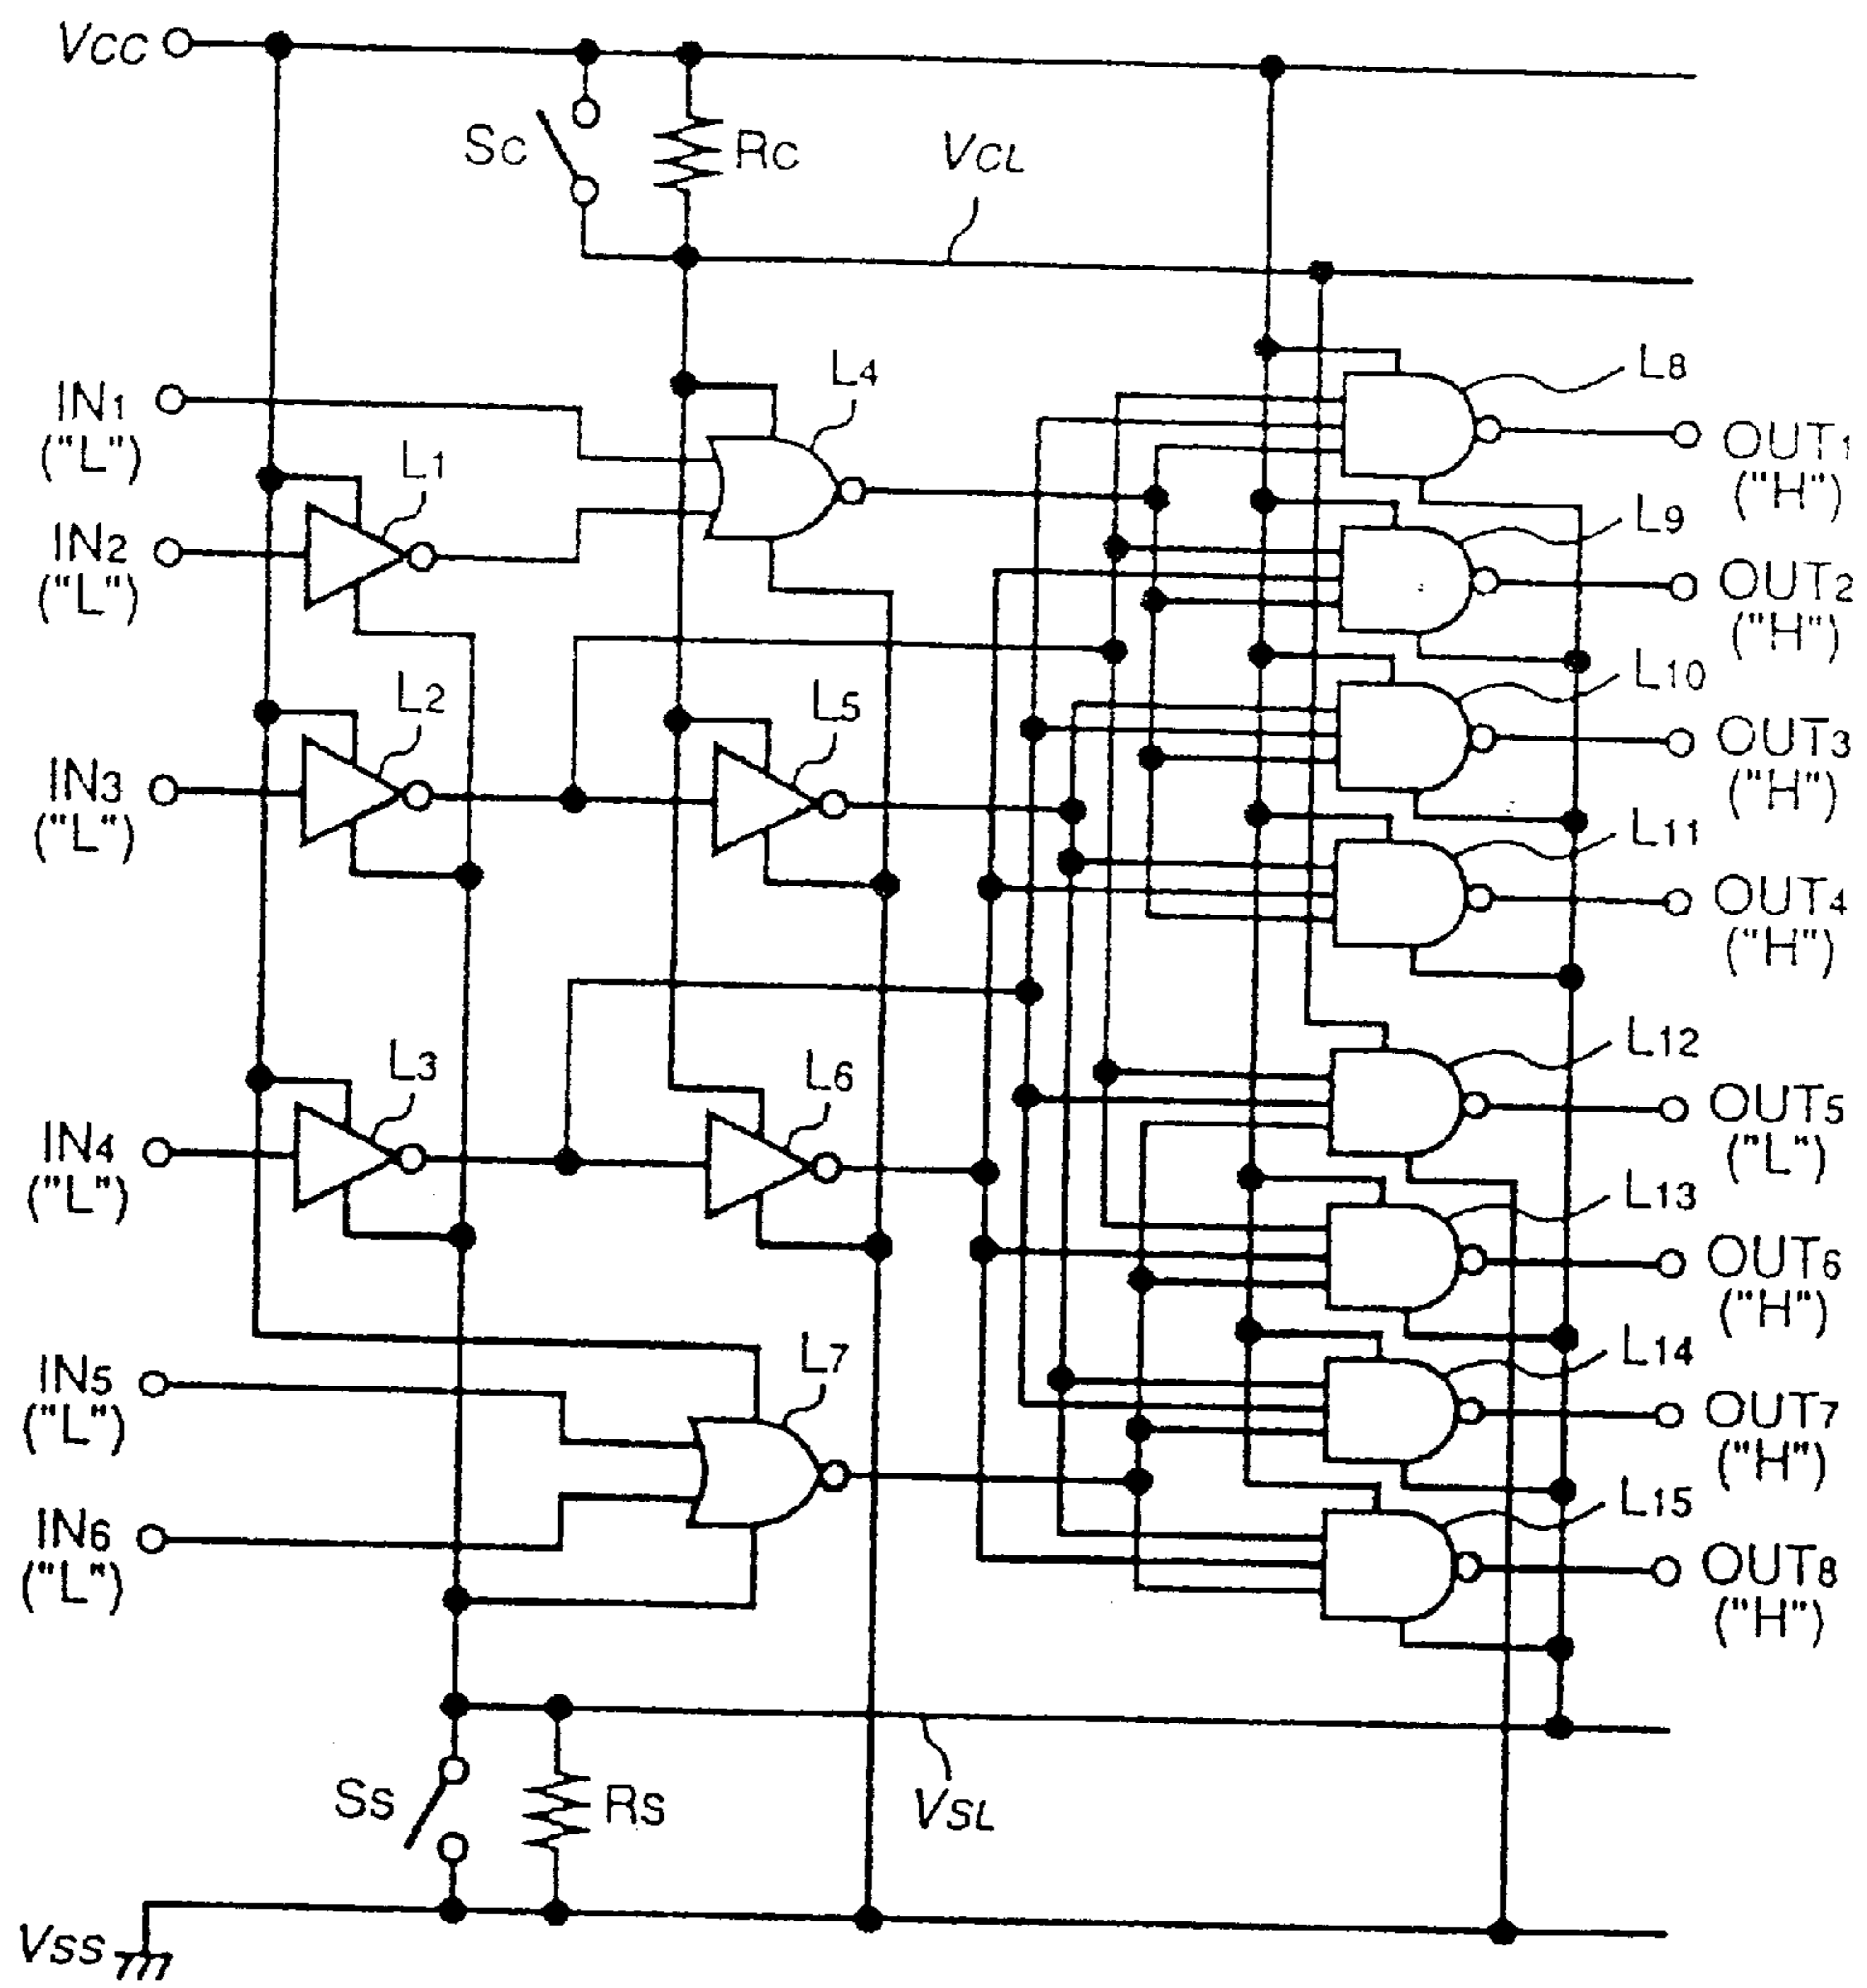 VCC
SC
RC
VCL
IN1
("L")
L4
L8
OUT1
("H")
L1
IN2
("L")
L9
OUT2
("H")
L2
L5
L10
IN3
("L")
OUT3
("H")
L11
OUT4
("H")
L3
L6
L12
IN4
("L")
OUT5
("L")
L13
OUT6
("H")
IN5
("L")
L7
L14
OUT7
("H")
IN6
("L")
L15
OUT8
("H")
SS
RS
VSL
VSS